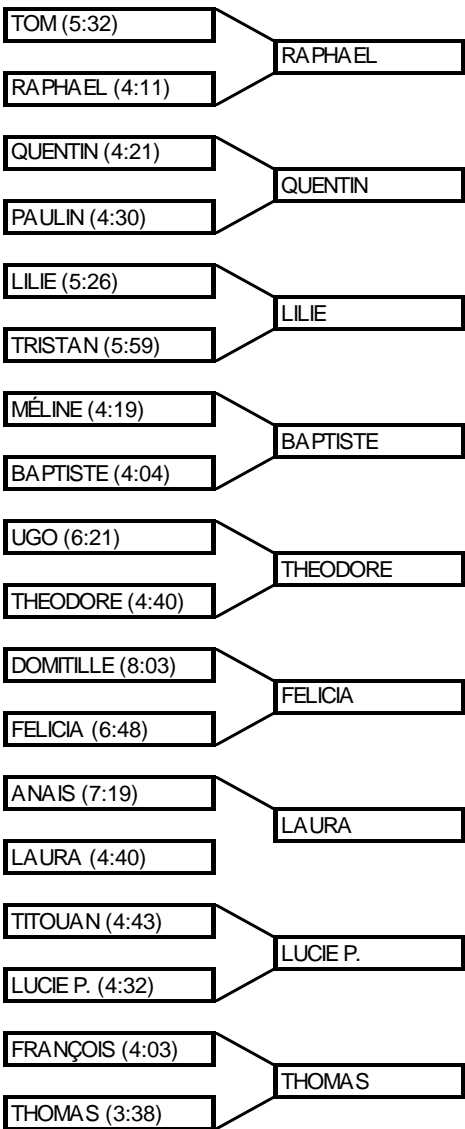 TOM (5:32)
RAPHAEL
RAPHAEL (4:11)
QUENTIN (4:21)
QUENTIN
PAULIN (4:30)
LILIE (5:26)
LILIE
TRISTAN (5:59)
MÉLINE (4:19)
BAPTISTE
BAPTISTE (4:04)
UGO (6:21)
THEODORE
THEODORE (4:40)
DOMITILLE (8:03)
FELICIA
FELICIA (6:48)
ANAIS (7:19)
LAURA
LAURA (4:40)
TITOUAN (4:43)
LUCIE P.
LUCIE P. (4:32)
FRANÇOIS (4:03)
THOMAS
THOMAS (3:38)